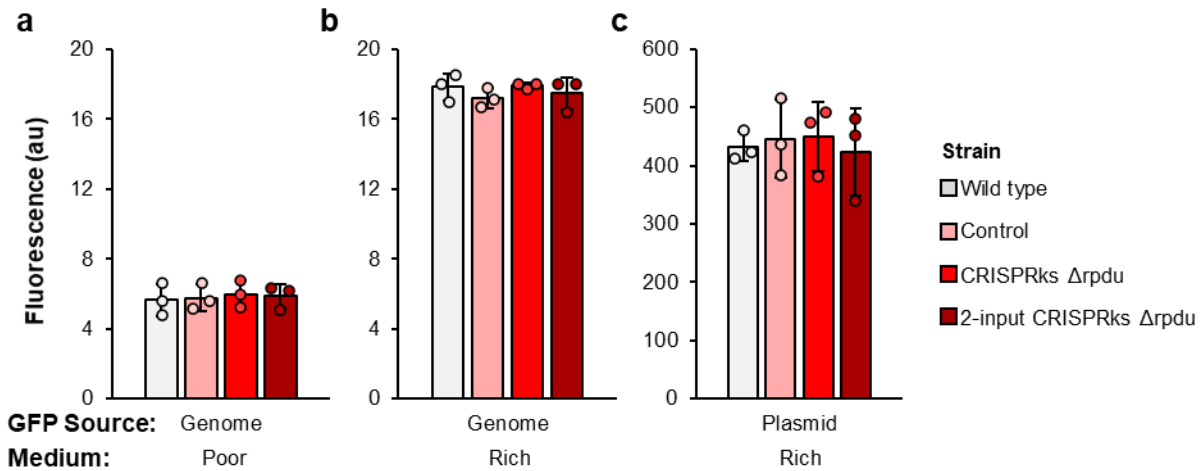 a
b
c
Fluorescence (au)
20
16
12
8
4
0
20
16
12
8
4
0
600
500
400
300
200
100
0
Strain
Wild type
Control
CRISPRks Δrpdu
2-input CRISPRks Δrpdu
GFP Source: Genome Genome Plasmid
Medium: Poor Rich Rich